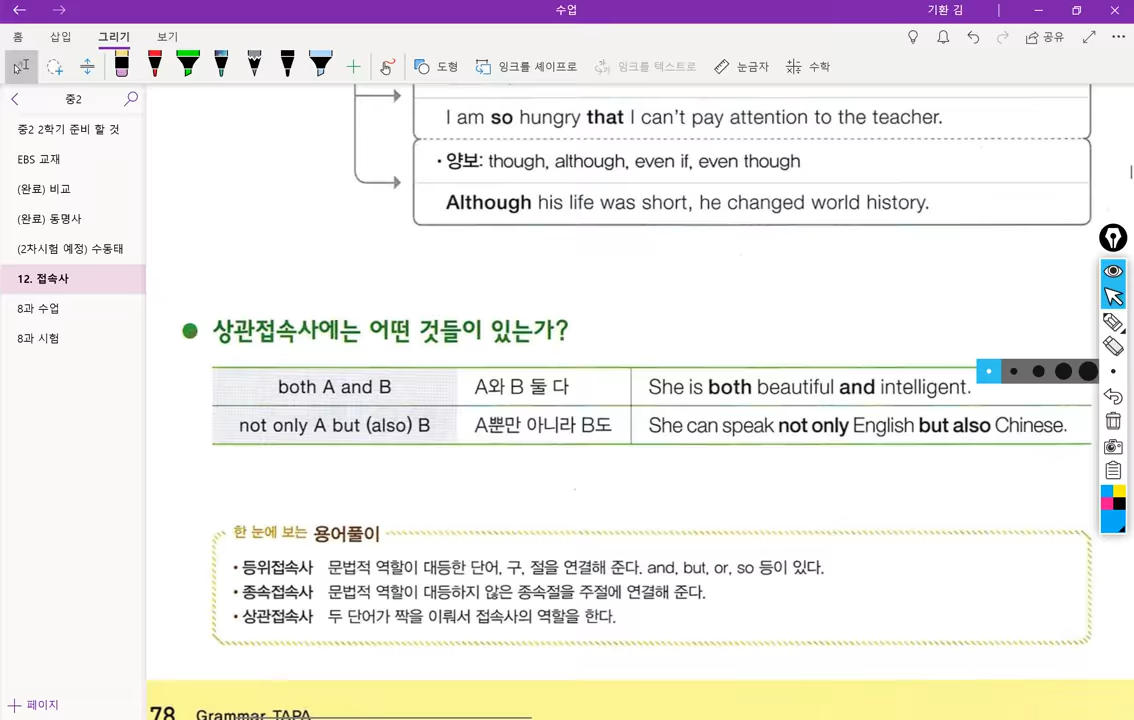 수업
기환 김
홈 삽입 그리기 보기
공유
도형 잉크를 셰이프로 잉크를 텍스트로 눈금자 수학
중2
중2 2학기 준비 할 것
EBS 교재
(완료) 비교
(완료) 동명사
(2차시험 예정) 수동태
12. 접속사
8과 수업
8과 시험
페이지
I am so hungry that I can't pay attention to the teacher.
· 양보: though, although, even if, even though
Although his life was short, he changed world history.
● 상관접속사에는 어떤 것들이 있는가?
both A and B A와 B 둘 다 She is both beautiful and intelligent.
not only A but (also) B A뿐만 아니라 B도 She can speak not only English but also Chinese.
한 눈에 보는 용어풀이
· 등위접속사 문법적 역할이 대등한 단어, 구, 절을 연결해 준다. and, but, or, so 등이 있다.
· 종속접속사 문법적 역할이 대등하지 않은 종속절을 주절에 연결해 준다.
· 상관접속사 두 단어가 짝을 이뤄서 접속사의 역할을 한다.
78 Grammar TAPA